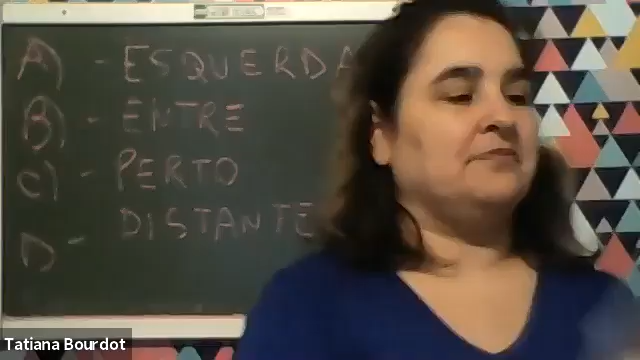 A) - ESQUERDA
B) - ENTRE
C) - PERTO
D - DISTANTE
Tatiana Bourdot